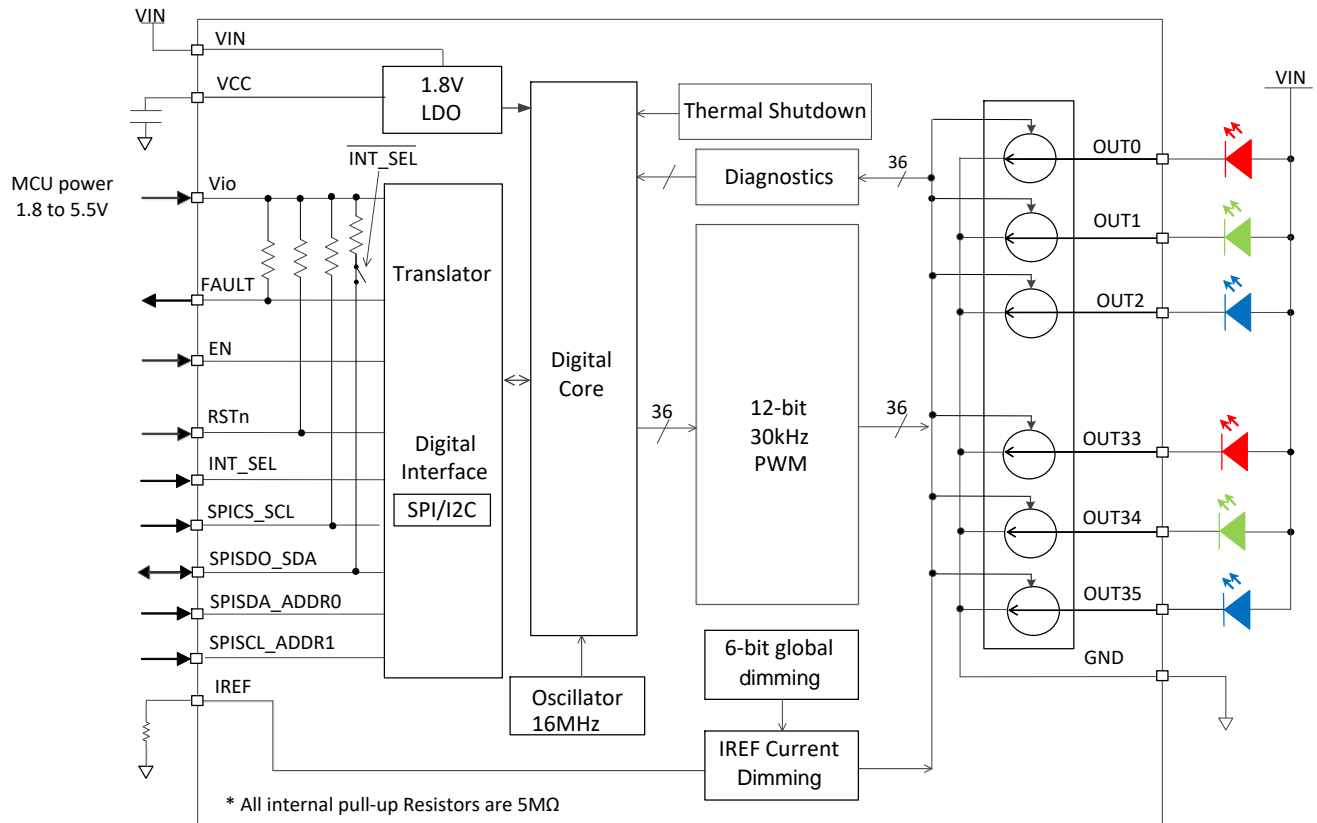 VIN
VIN
VCC
1.8V
LDO
Thermal Shutdown
VIN
INT_SEL
MCU power
1.8 to 5.5V
Vio
Diagnostics
36
OUT0
OUT1
Translator
FAULT
OUT2
EN
Digital
Core
RSTn
36
12-bit
30kHz
PWM
36
OUT33
Digital
Interface
INT_SEL
SPI/I2C
SPICS_SCL
OUT34
SPISDO_SDA
SPISDA_ADDR0
OUT35
SPISCL_ADDR1
6-bit global
dimming
GND
IREF
Oscillator
16MHz
IREF Current
Dimming
* All internal pull-up Resistors are 5MΩ